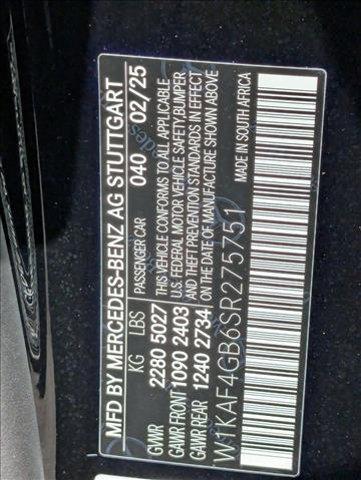 MFD BY MERCEDES-BENZ AG STUTTGART
KG LBS PASSENGER CAR 040 02/25
GVWR 2280 5027 THIS VEHICLE CONFORMS TO ALL APPLICABLE
GAWR FRONT 1090 2403 U.S. FEDERAL MOTOR VEHICLE SAFETY,BUMPER
GAWR REAR 1240 2734 AND THEFT PREVENTION STANDARDS IN EFFECT
ON THE DATE OF MANUFACTURE SHOWN ABOVE
W1KAF4GB6SR275751 MADE IN SOUTH AFRICA